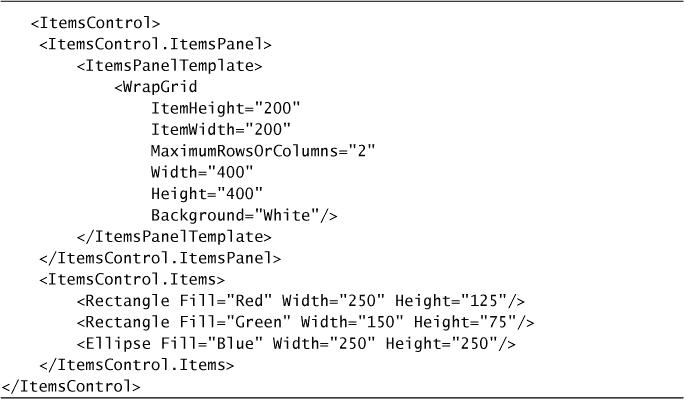 <ItemsControl>
<ItemsControl.ItemsPanel>
<ItemsPanelTemplate>
<WrapGrid
ItemHeight="200"
ItemWidth="200"
MaximumRowsOrColumns="2"
Width="400"
Height="400"
Background="White"/>
</ItemsPanelTemplate>
</ItemsControl.ItemsPanel>
<ItemsControl.Items>
<Rectangle Fill="Red" Width="250" Height="125"/>
<Rectangle Fill="Green" Width="150" Height="75"/>
<Ellipse Fill="Blue" Width="250" Height="250"/>
</ItemsControl.Items>
</ItemsControl>